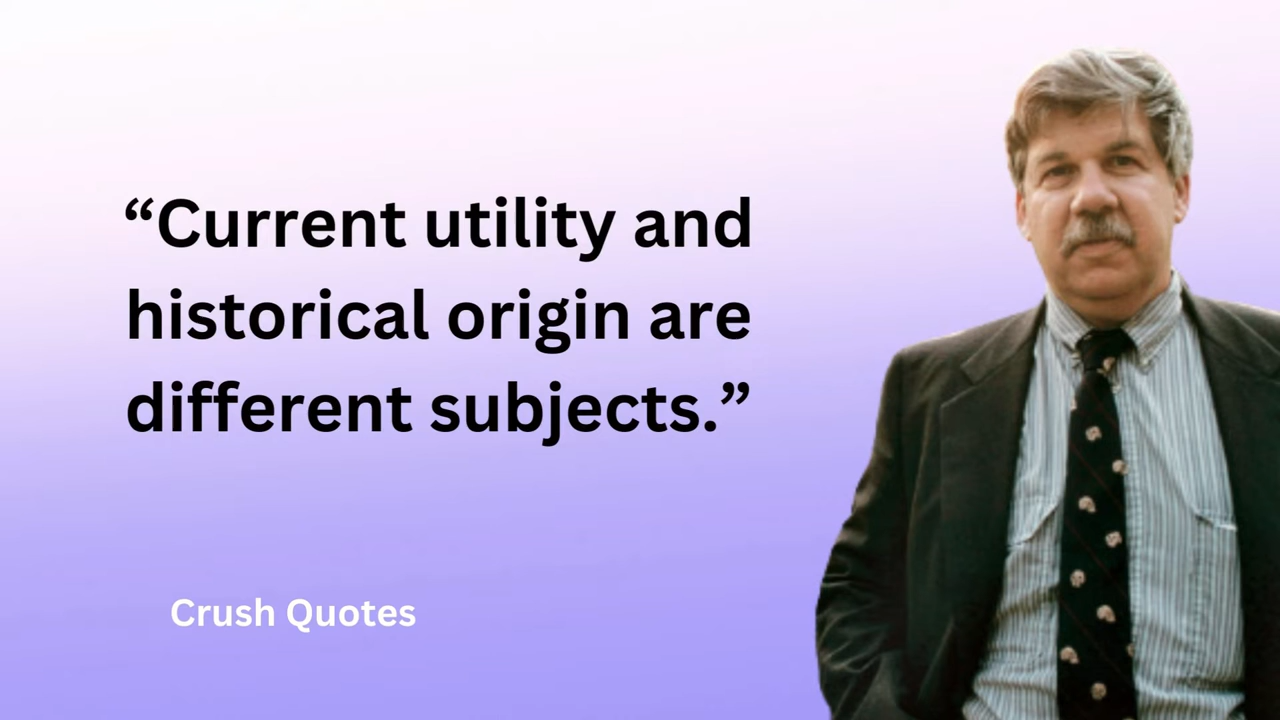 “Current utility and
historical origin are
different subjects.”
Crush Quotes